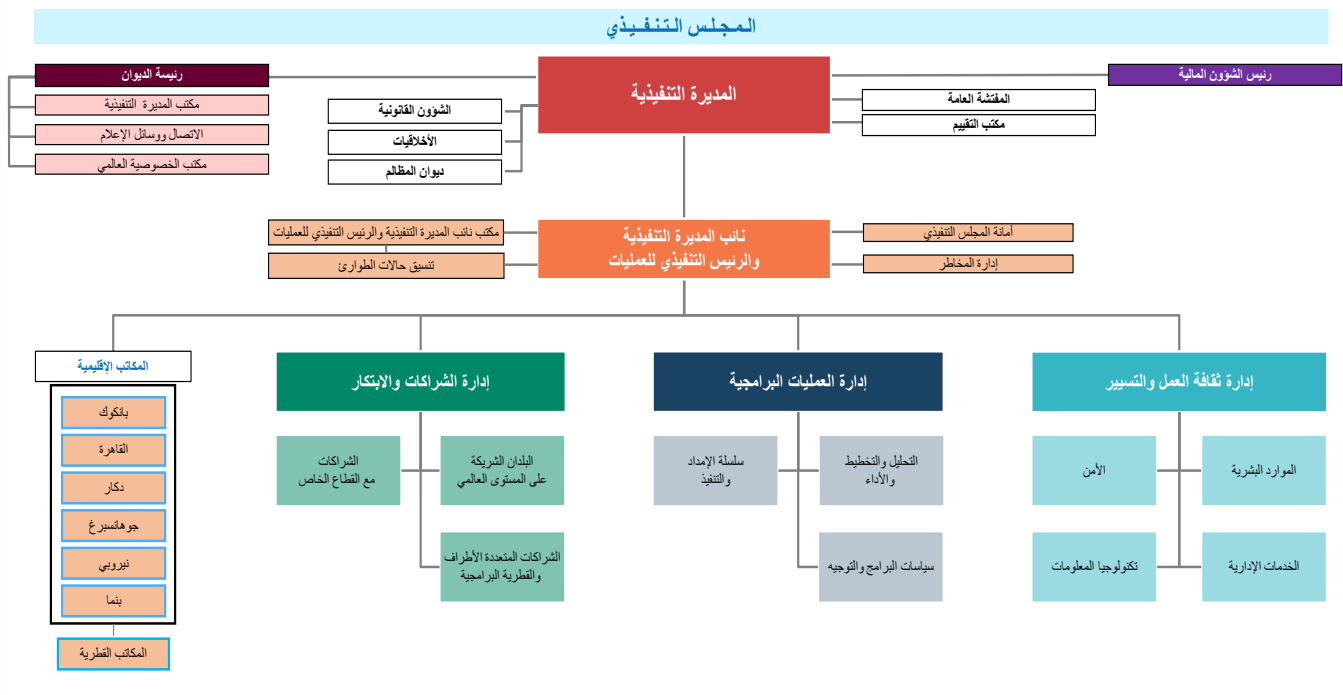 المجلس التنفيذي
المديرة التنفيذية
رئيس الشؤون المالية
المفتشة العامة
مكتب التقييم
رئيسة الديوان
مكتب المديرة التنفيذية
الاتصال ووسائل الإعلام
مكتب الخصوصية العالمي
الشؤون القانونية
الأخلاقيات
ديوان المظالم
نائب المديرة التنفيذية
والرئيس التنفيذي للعمليات
أمانة المجلس التنفيذي
إدارة المخاطر
مكتب نائب المديرة التنفيذية والرئيس التنفيذي للعمليات
تنسيق حالات الطوارئ
إدارة ثقافة العمل والتسيير
الموارد البشرية
الأمن
الخدمات الإدارية
تكنولوجيا المعلومات
إدارة العمليات البرامجية
التحليل والتخطيط
والأداء
سلسلة الإمداد
والتنفيذ
سياسات البرامج والتوجيه
إدارة الشراكات والابتكار
البلدان الشريكة
على المستوى العالمي
الشراكات
مع القطاع الخاص
الشراكات المتعددة الأطراف
والقطرية البرامجية
المكاتب الإقليمية
بانكوك
القاهرة
دكار
جوهانسبرغ
نيروبي
بنما
المكاتب القطرية